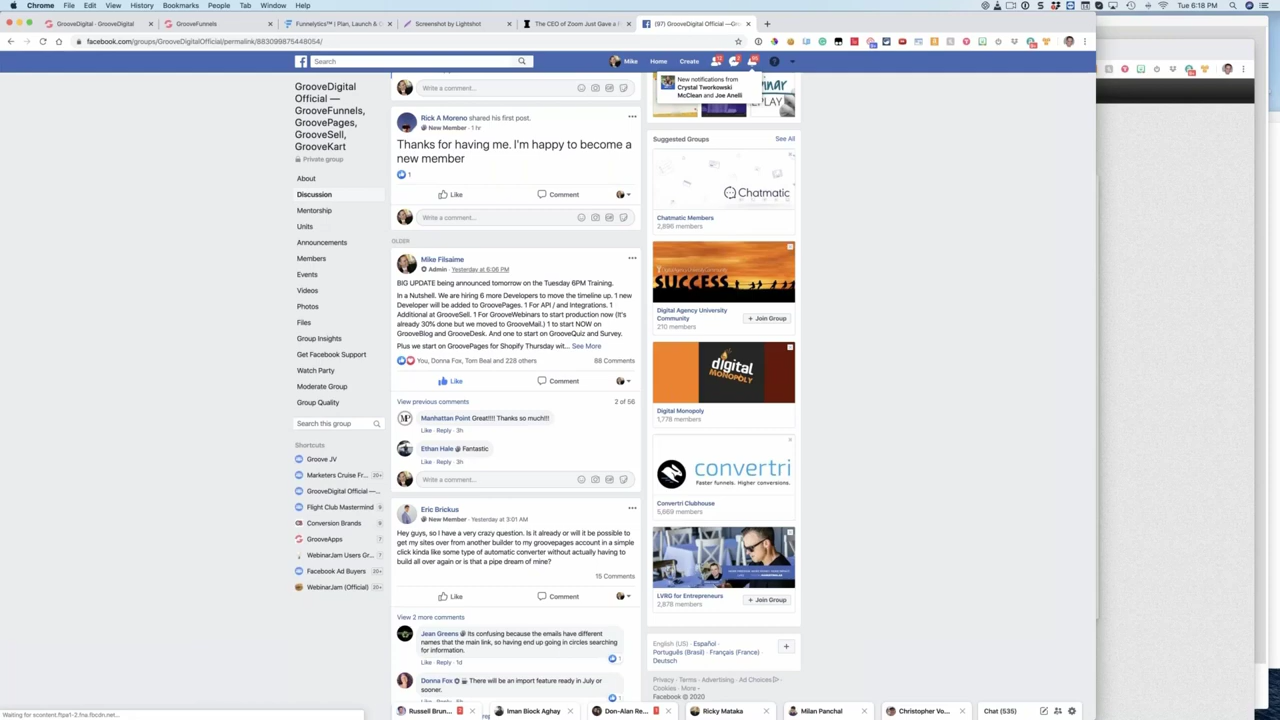 Chrome File Edit View History Bookmarks People Tab Window Help
Tue 6:18 PM
GrooveDigital - GrooveDigital
GrooveFunnels
Funnelytics™ | Plan, Launch &
Screenshot by Lightshot
The CEO of Zoom Just Gave a
(97) GrooveDigital Official —
facebook.com/groups/GrooveDigitalOfficial/permalink/883099875448054/
Search
Mike Home Create
New notifications from
Crystal Tworkowski
McClean and Joe Anelli
GrooveDigital
Official —
GrooveFunnels,
GroovePages,
GrooveSell,
GrooveKart
Private group
About
Discussion
Mentorship
Units
Announcements
Members
Events
Videos
Photos
Files
Group Insights
Get Facebook Support
Watch Party
Moderate Group
Group Quality
Search this group
Shortcuts
Groove JV
Marketers Cruise Fr... 20+
GrooveDigital Official —...
Flight Club Mastermind 9
Conversion Brands 9
GrooveApps 7
WebinarJam Users Gr...
Facebook Ad Buyers 20+
WebinarJam (Official) 20+
Write a comment...
Rick A Moreno shared his first post.
New Member · 1 hr
Thanks for having me. I'm happy to become a
new member
1
Like Comment
Write a comment...
OLDER
Mike Filsaime
Admin · Yesterday at 6:06 PM
BIG UPDATE being announced tomorrow on the Tuesday 6PM Training.
In a Nutshell. We are hiring 6 more Developers to move the timeline up. 1 new
Developer will be added to GroovePages. 1 For API / and Integrations. 1
Additional at GrooveSell. 1 For GrooveWebinars to start production now (It's
already 30% done but we moved to GrooveMail.) 1 to start NOW on
GrooveBlog and GrooveDesk. And one to start on GrooveQuiz and Survey.
Plus we start on GroovePages for Shopify Thursday wit... See More
You, Donna Fox, Tom Beal and 228 others 88 Comments
Like Comment
View previous comments 2 of 56
Manhattan Point Great!!!! Thanks so much!!!
Like · Reply · 3h
Ethan Hale Fantastic
Like · Reply · 3h
Write a comment...
Eric Brickus
New Member · Yesterday at 3:01 AM
Hey guys, so I have a very crazy question. Is it already or will it be possible to
get my sites over from another builder to my groovepages account in a simple
click kinda like some type of automatic converter without actually having to
build all over again or is that a pipe dream of mine?
15 Comments
Like Comment
View 2 more comments
Jean Greens Its confusing because the emails have different
names that the main link, so having end up going in circles searching
for information.
1
Like · Reply · 1d
Donna Fox There will be an import feature ready in July or
sooner.
1
Suggested Groups See All
Chatmatic
Chatmatic Members
2,896 members
SUCCESS
Digital Agency University
Community
210 members
+ Join Group
digital
MONOPOLY
Digital Monopoly
1,778 members
convertri
Faster funnels. Higher conversions.
Convertri Clubhouse
5,669 members
LVRG for Entrepreneurs
2,878 members
+ Join Group
English (US) · Español ·
Português (Brasil) · Français (France) ·
Deutsch
Privacy · Terms · Advertising · Ad Choices ·
Cookies · More
Facebook © 2020
Waiting for scontent.ftpa1-2.fna.fbcdn.net...
Russell Brun... Iman Block Aghay Don-Alan Re... Ricky Mataka Milan Panchal Christopher Vo... Chat (535)